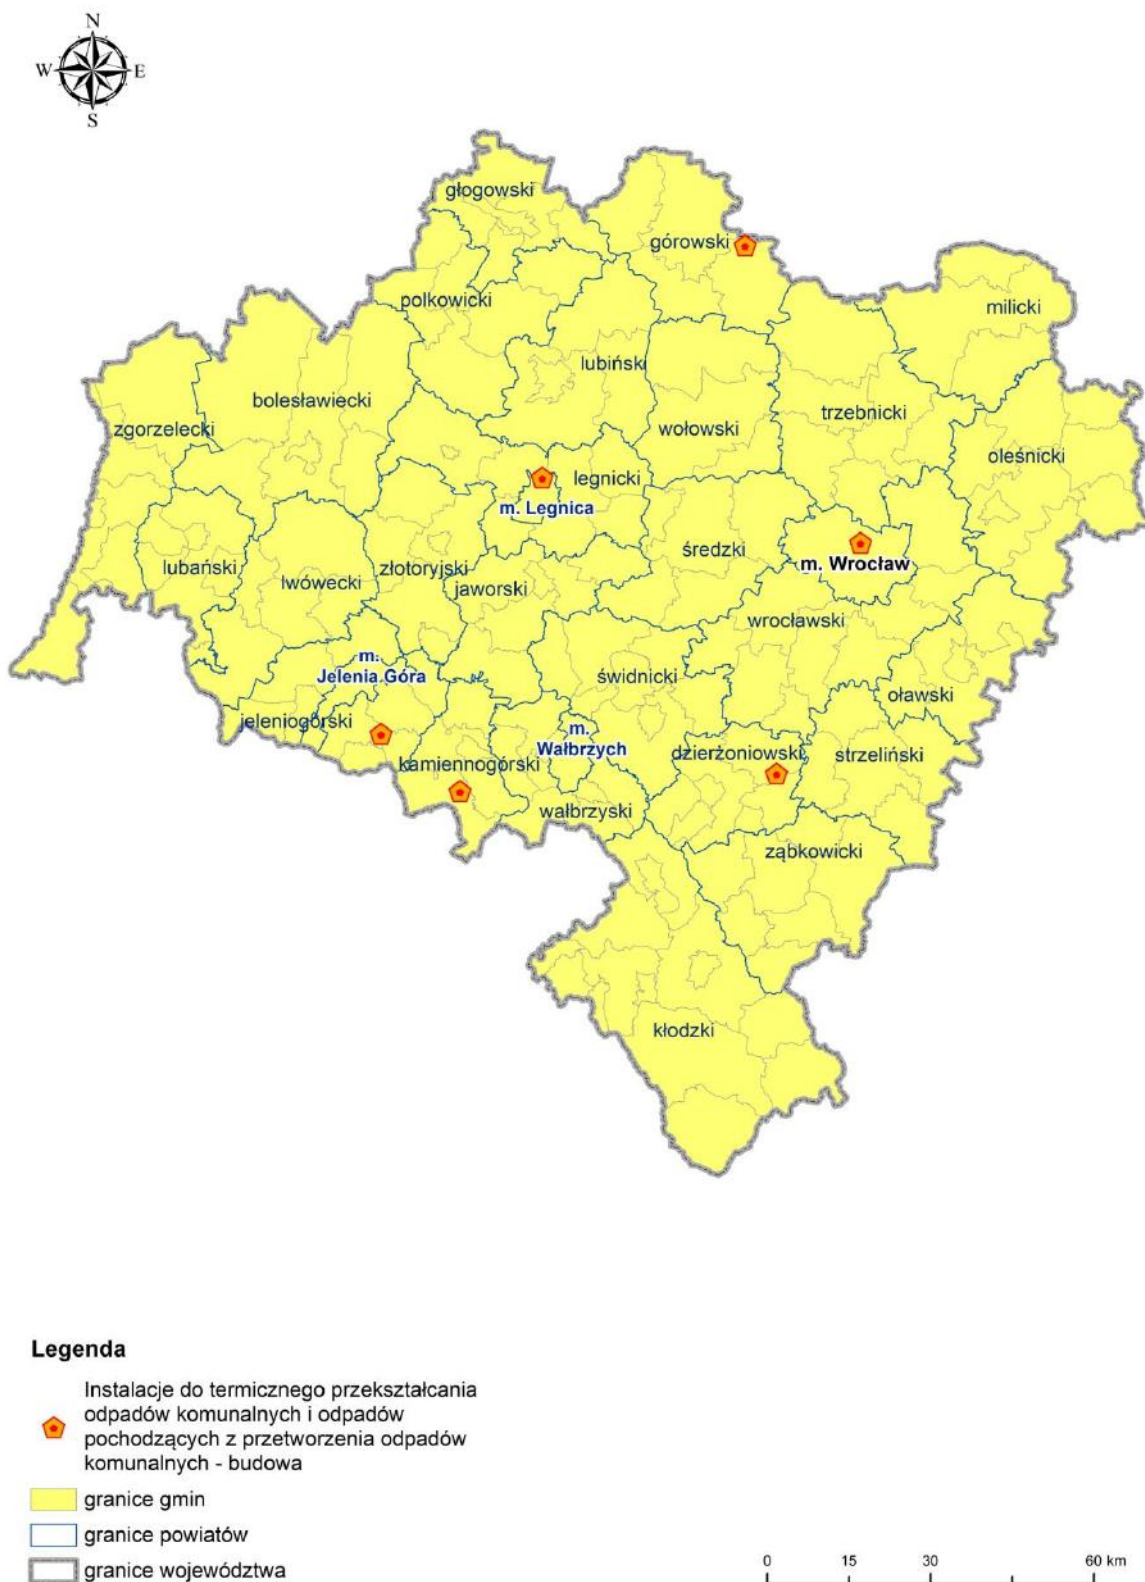 N
W E
S
głogowski
górowski
polkowicki
milicki
lubiński
bolesławiecki
trzebnicki
zgorzelecki
wołowski
oleśnicki
legnicki
m. Legnica
średzki
m. Wrocław
lubański
złotoryjski
lwówecki
jaworski
wrocławski
m.
Jelenia Góra
świdnicki
oławski
jeleniogórski
m.
Wałbrzych
dzierżoniowski
strzeliński
kamiennogórski
wałbrzyski
ząbkowicki
kłodzki
Legenda
Instalacje do termicznego przekształcania
odpadów komunalnych i odpadów
pochodzących z przetworzenia odpadów
komunalnych - budowa
granice gmin
granice powiatów
granice województwa
0 15 30 60 km